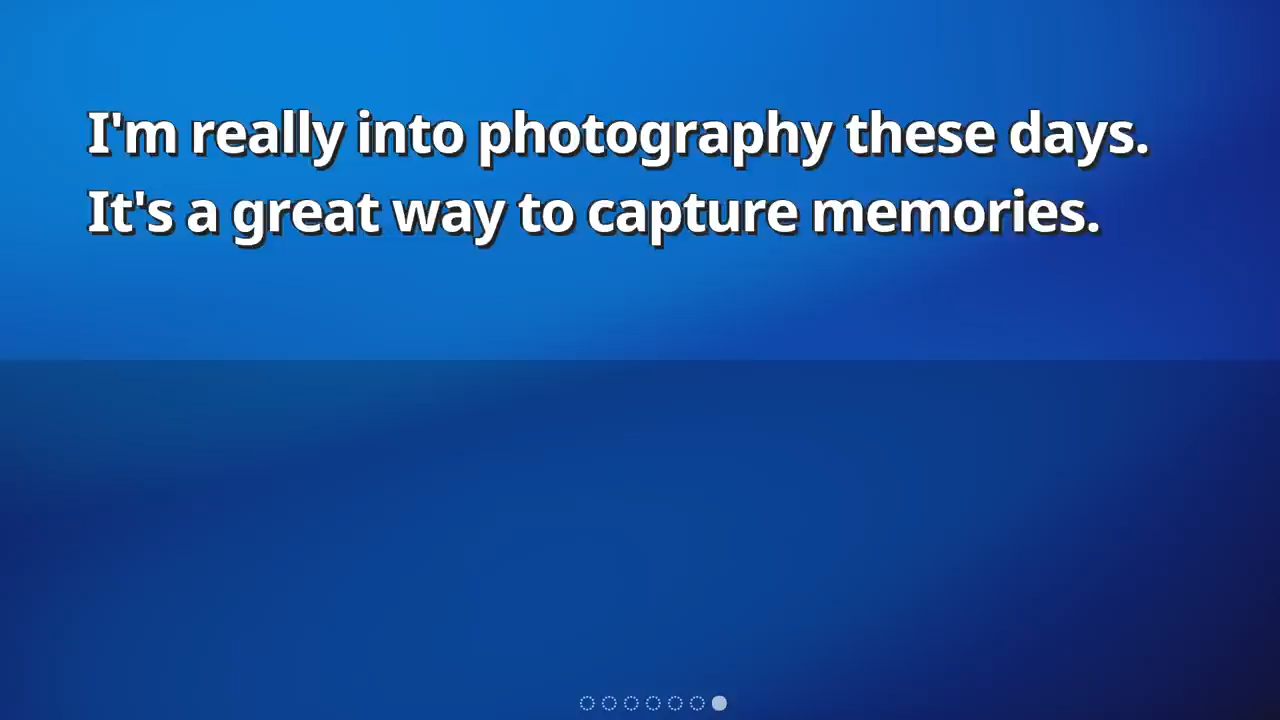 I'm really into photography these days.
It's a great way to capture memories.